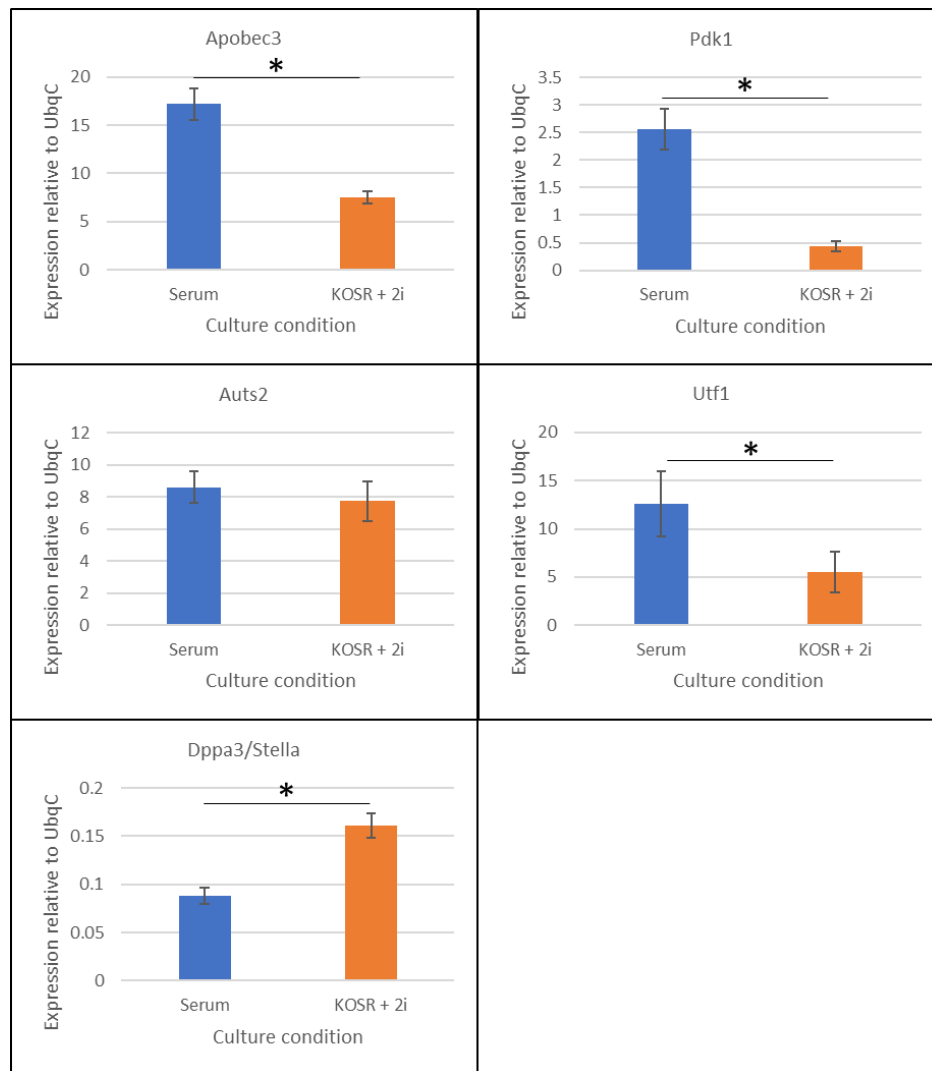 Apobec3
*
Expression relative to UbqC
20
15
10
5
0
Serum
KOSR + 2i
Culture condition
Pdk1
*
Expression relative to UbqC
3.5
3
2.5
2
1.5
1
0.5
0
Serum
KOSR + 2i
Culture condition
Auts2
Expression relative to UbqC
12
10
8
6
4
2
0
Serum
KOSR + 2i
Culture condition
Utf1
*
Expression relative to UbqC
20
15
10
5
0
Serum
KOSR + 2i
Culture condition
Dppa3/Stella
*
Expression relative to UbqC
0.2
0.15
0.1
0.05
0
Serum
KOSR + 2i
Culture condition